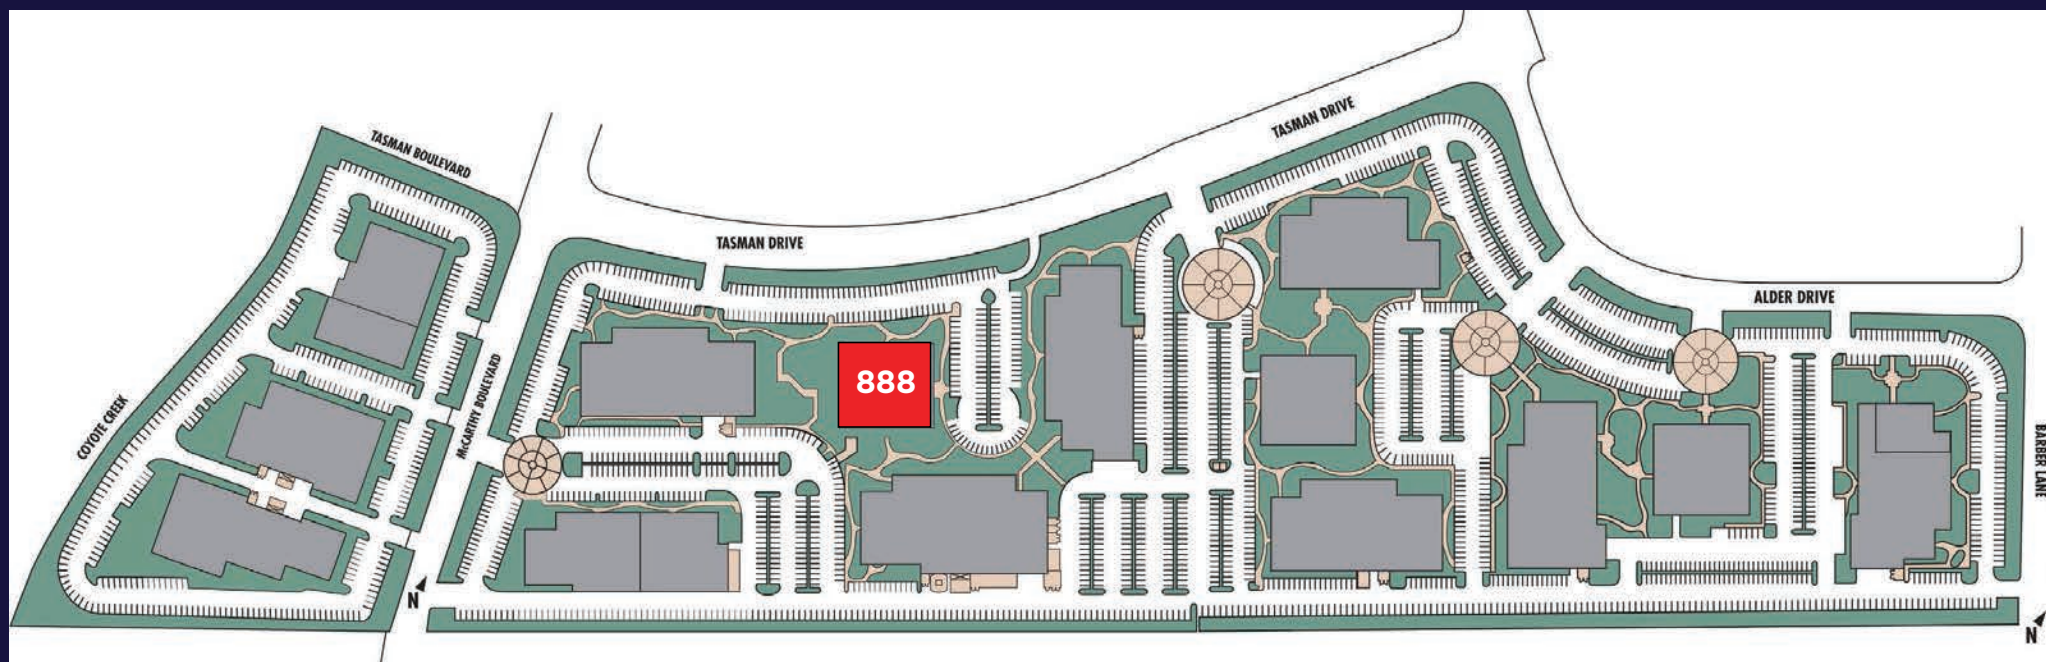 TASMAN BOULEVARD
TASMAN DRIVE
TASMAN DRIVE
ALDER DRIVE
888
McCARTHY BOULEVARD
COYOTE CREEK
BARBER LANE
N
N